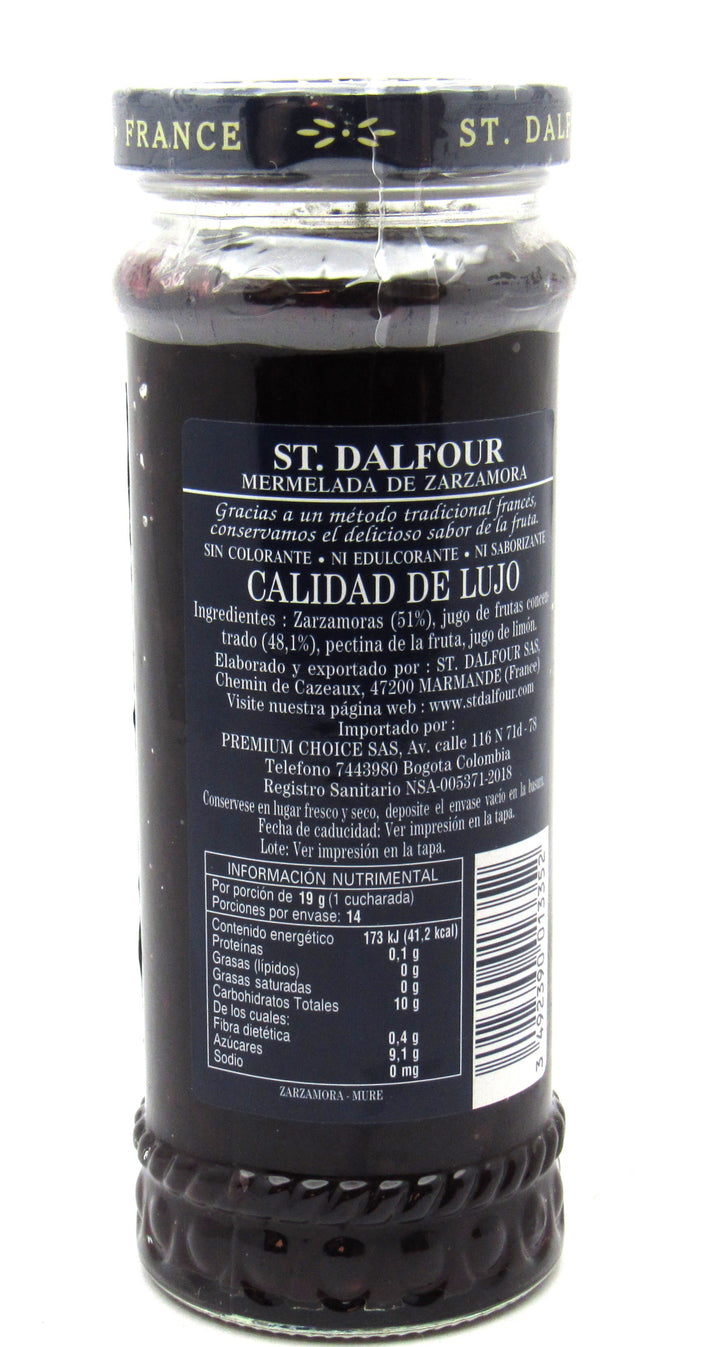 FRANCE ST. DALF
ST. DALFOUR
MERMELADA DE ZARZAMORA
Gracias a un método tradicional francés,
conservamos el delicioso sabor de la fruta.
SIN COLORANTE • NI EDULCORANTE • NI SABORIZANTE
CALIDAD DE LUJO
Ingredientes : Zarzamoras (51%), jugo de frutas concen-
trado (48,1%), pectina de la fruta, jugo de limón.
Elaborado y exportado por : ST. DALFOUR SAS,
Chemin de Cazeaux, 47200 MARMANDE (France)
Visite nuestra página web : www.stdalfour.com
Importado por :
PREMIUM CHOICE SAS, Av. calle 116 N 71d - 78
Telefono 7443980 Bogota Colombia
Registro Sanitario NSA-005371-2018
Conservese en lugar fresco y seco, deposite el envase vacío en la basura.
Fecha de caducidad: Ver impresión en la tapa.
Lote: Ver impresión en la tapa.
INFORMACIÓN NUTRIMENTAL
Por porción de 19 g (1 cucharada)
Porciones por envase: 14
Contenido energético 173 kJ (41,2 kcal)
Proteínas 0,1 g
Grasas (lípidos) 0 g
Grasas saturadas 0 g
Carbohidratos Totales 10 g
De los cuales:
Fibra dietética 0,4 g
Azúcares 9,1 g
Sodio 0 mg
3 492390 013352
ZARZAMORA - MURE